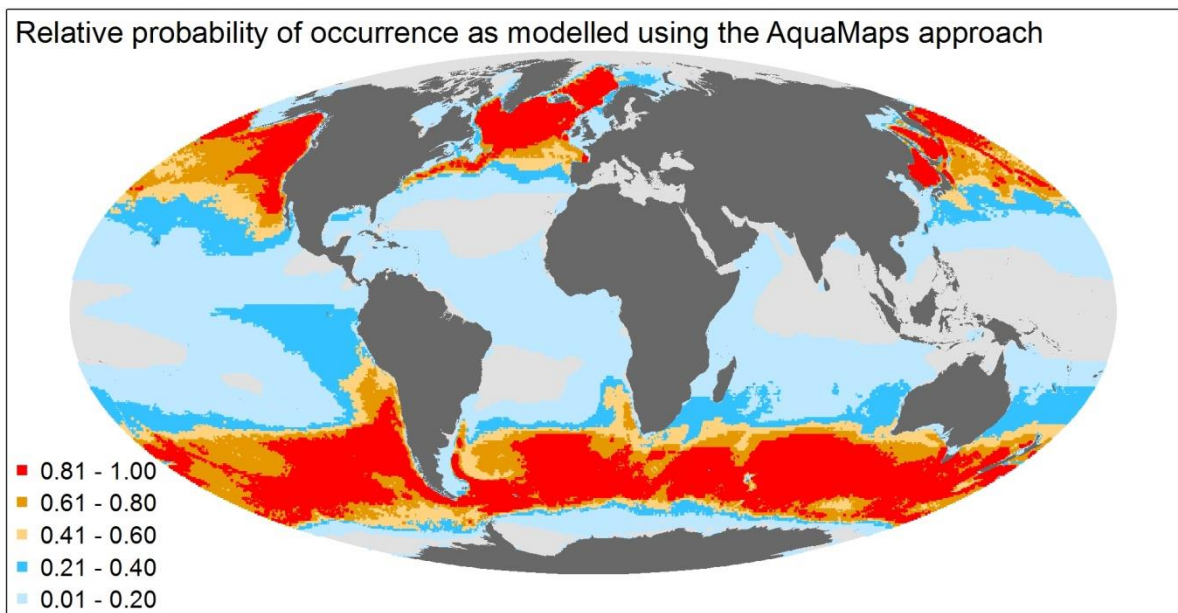 Relative probability of occurrence as modelled using the AquaMaps approach
0.81 - 1.00
0.61 - 0.80
0.41 - 0.60
0.21 - 0.40
0.01 - 0.20